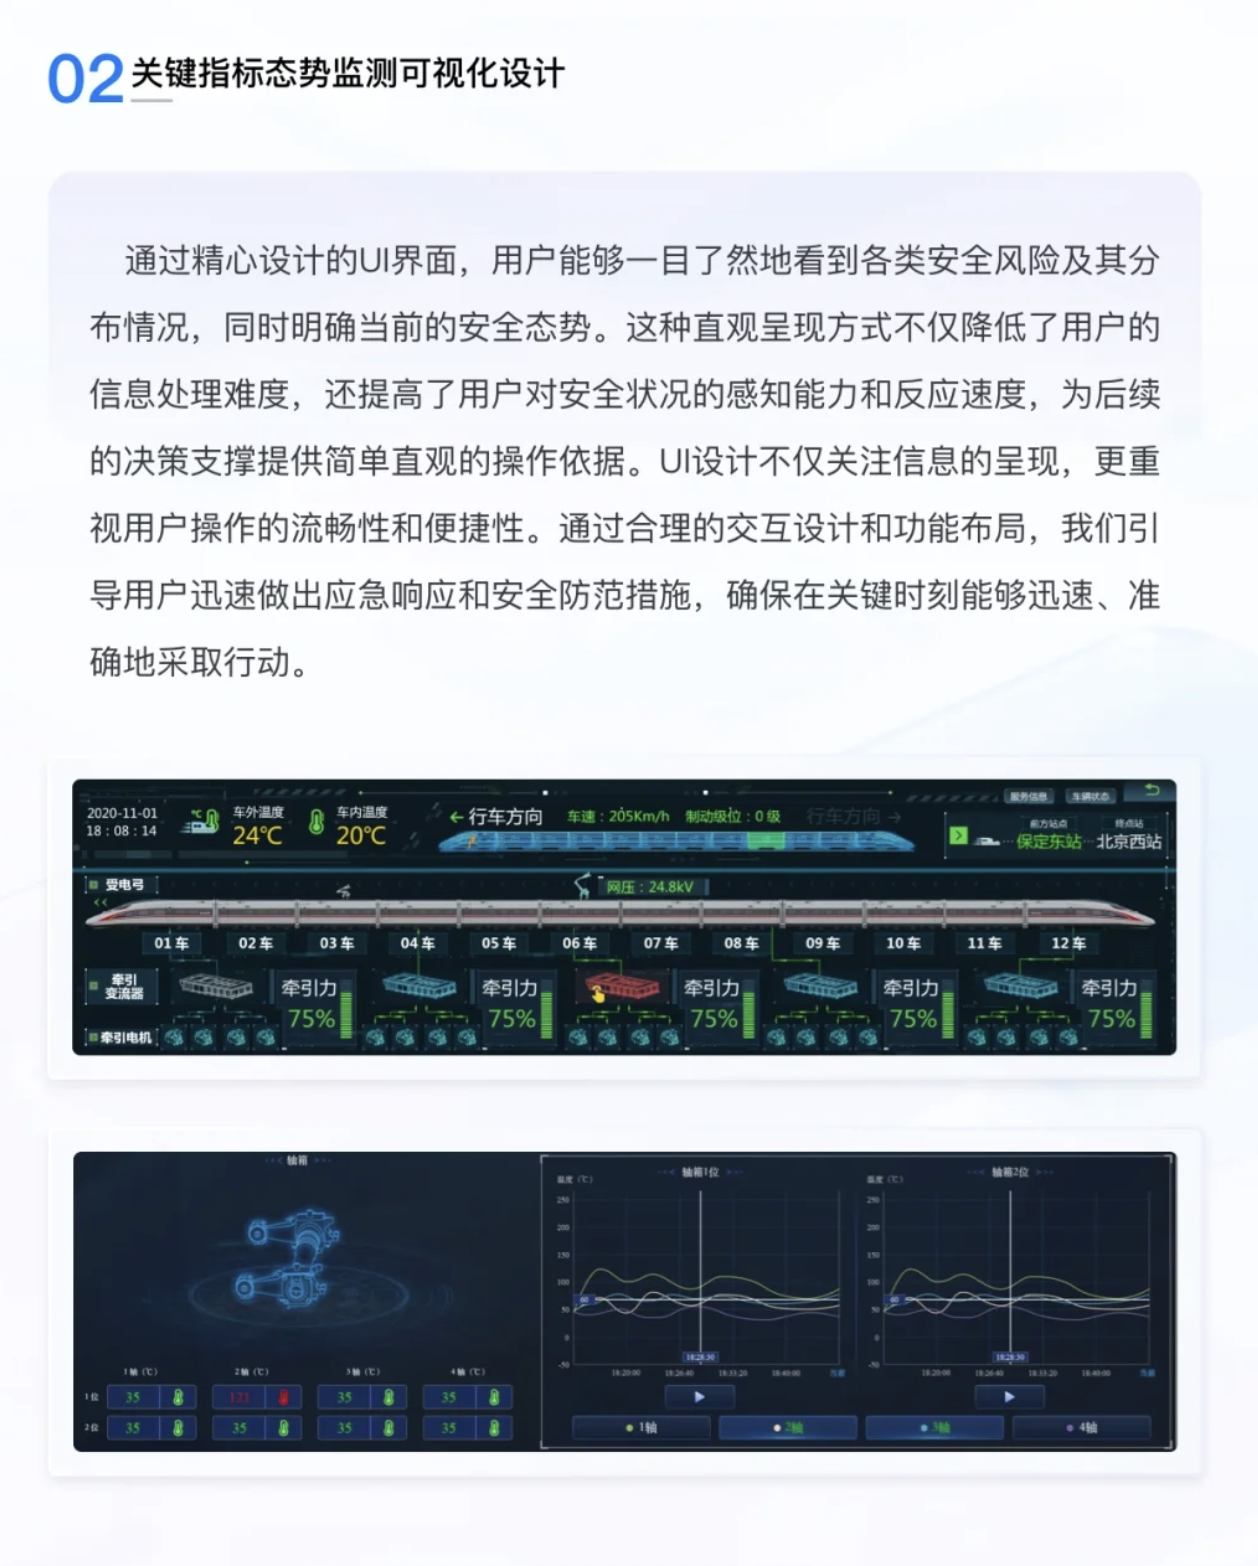 02 关键指标态势监测可视化设计
通过精心设计的UI界面，用户能够一目了然地看到各类安全风险及其分
布情况，同时明确当前的安全态势。这种直观呈现方式不仅降低了用户的
信息处理难度，还提高了用户对安全状况的感知能力和反应速度，为后续
的决策支撑提供简单直观的操作依据。UI设计不仅关注信息的呈现，更重
视用户操作的流畅性和便捷性。通过合理的交互设计和功能布局，我们引
导用户迅速做出应急响应和安全防范措施，确保在关键时刻能够迅速、准
确地采取行动。
服务信息 车辆状态
2020-11-01 车外温度 车内温度 行车方向 车速：205Km/h 制动级位：0 级 行车方向 前方站点 终点站
18：08：14 ℃ 24℃ 20℃ 保定东站 北京西站
受电弓 网压：24.8kV
01 车 02 车 03 车 04 车 05 车 06 车 07 车 08 车 09 车 10 车 11 车 12 车
牵引 牵引力 牵引力 牵引力 牵引力 牵引力
变流器 75% 75% 75% 75% 75%
牵引电机
轴箱
1轴（℃） 2轴（℃） 3轴（℃） 4轴（℃）
1位 35 121 35 35
2位 35 35 35 35
轴箱1位
温度（℃）
250
200
150
100
60
50
0
-50
18:28:30
18:20:00 18:26:40 18:33:20 18:40:00 当前
轴箱2位
温度（℃）
250
200
150
100
60
50
0
-50
18:28:30
18:20:00 18:26:40 18:33:20 18:40:00 当前
1轴 2轴 3轴 4轴